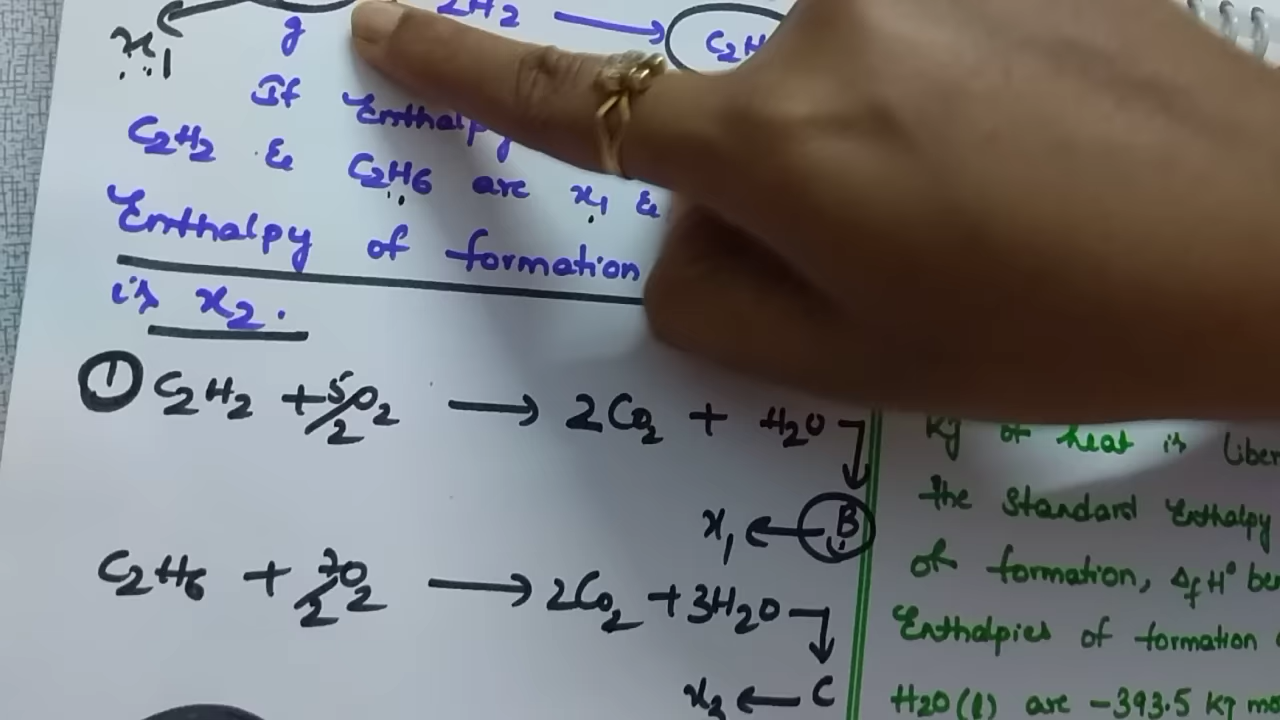 2H2 ⟶ C2H
x1
g
If Enthalpy
C2H2 & C2H6 are x1 &
Enthalpy of formation
is x2.
① C2H2 + 5/2 O2 ⟶ 2CO2 + H2O
x1 ← B
C2H6 + 7/2 O2 ⟶ 2CO2 + 3H2O
← C
KJ of heat is liber
the standard Enthalpy
of formation, ΔfH° be
Enthalpies of formation
H2O(l) are -393.5 KJ mo